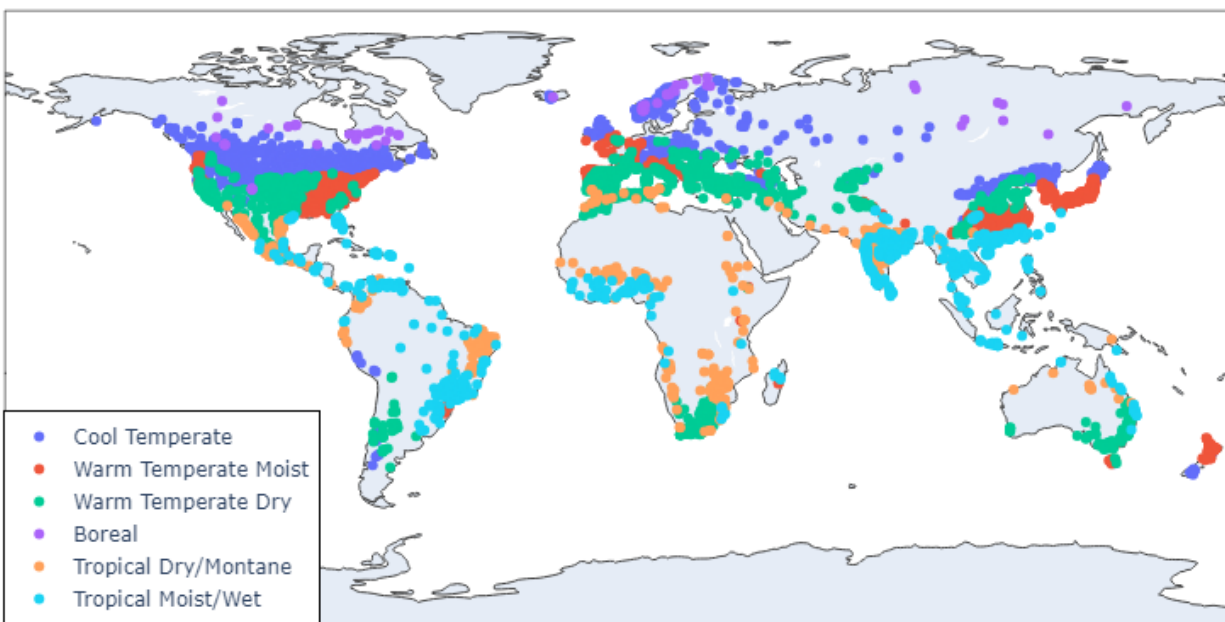 Cool Temperate
Warm Temperate Moist
Warm Temperate Dry
Boreal
Tropical Dry/Montane
Tropical Moist/Wet